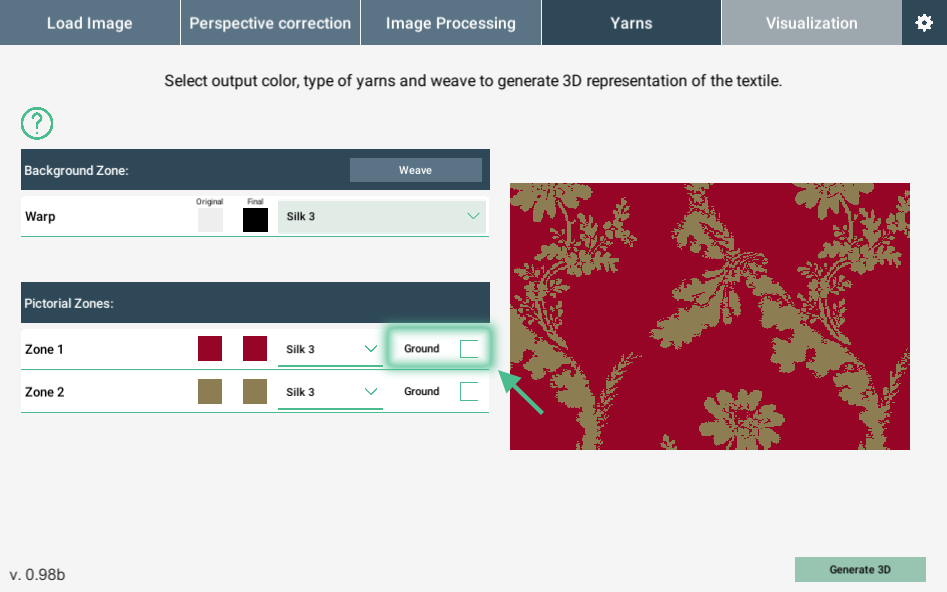 Load Image
Perspective correction
Image Processing
Yarns
Visualization
Select output color, type of yarns and weave to generate 3D representation of the textile.
?
Background Zone:
Weave
Warp
Original
Final
Silk 3
Pictorial Zones:
Zone 1
Silk 3
Ground
Zone 2
Silk 3
Ground
v. 0.98b
Generate 3D